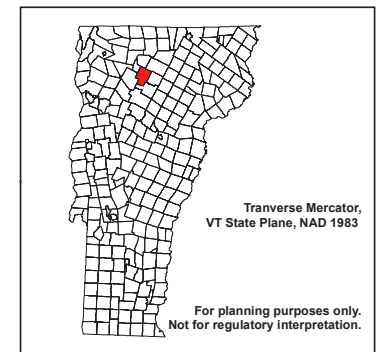 Tranverse Mercator,
VT State Plane, NAD 1983
For planning purposes only.
Not for regulatory interpretation.